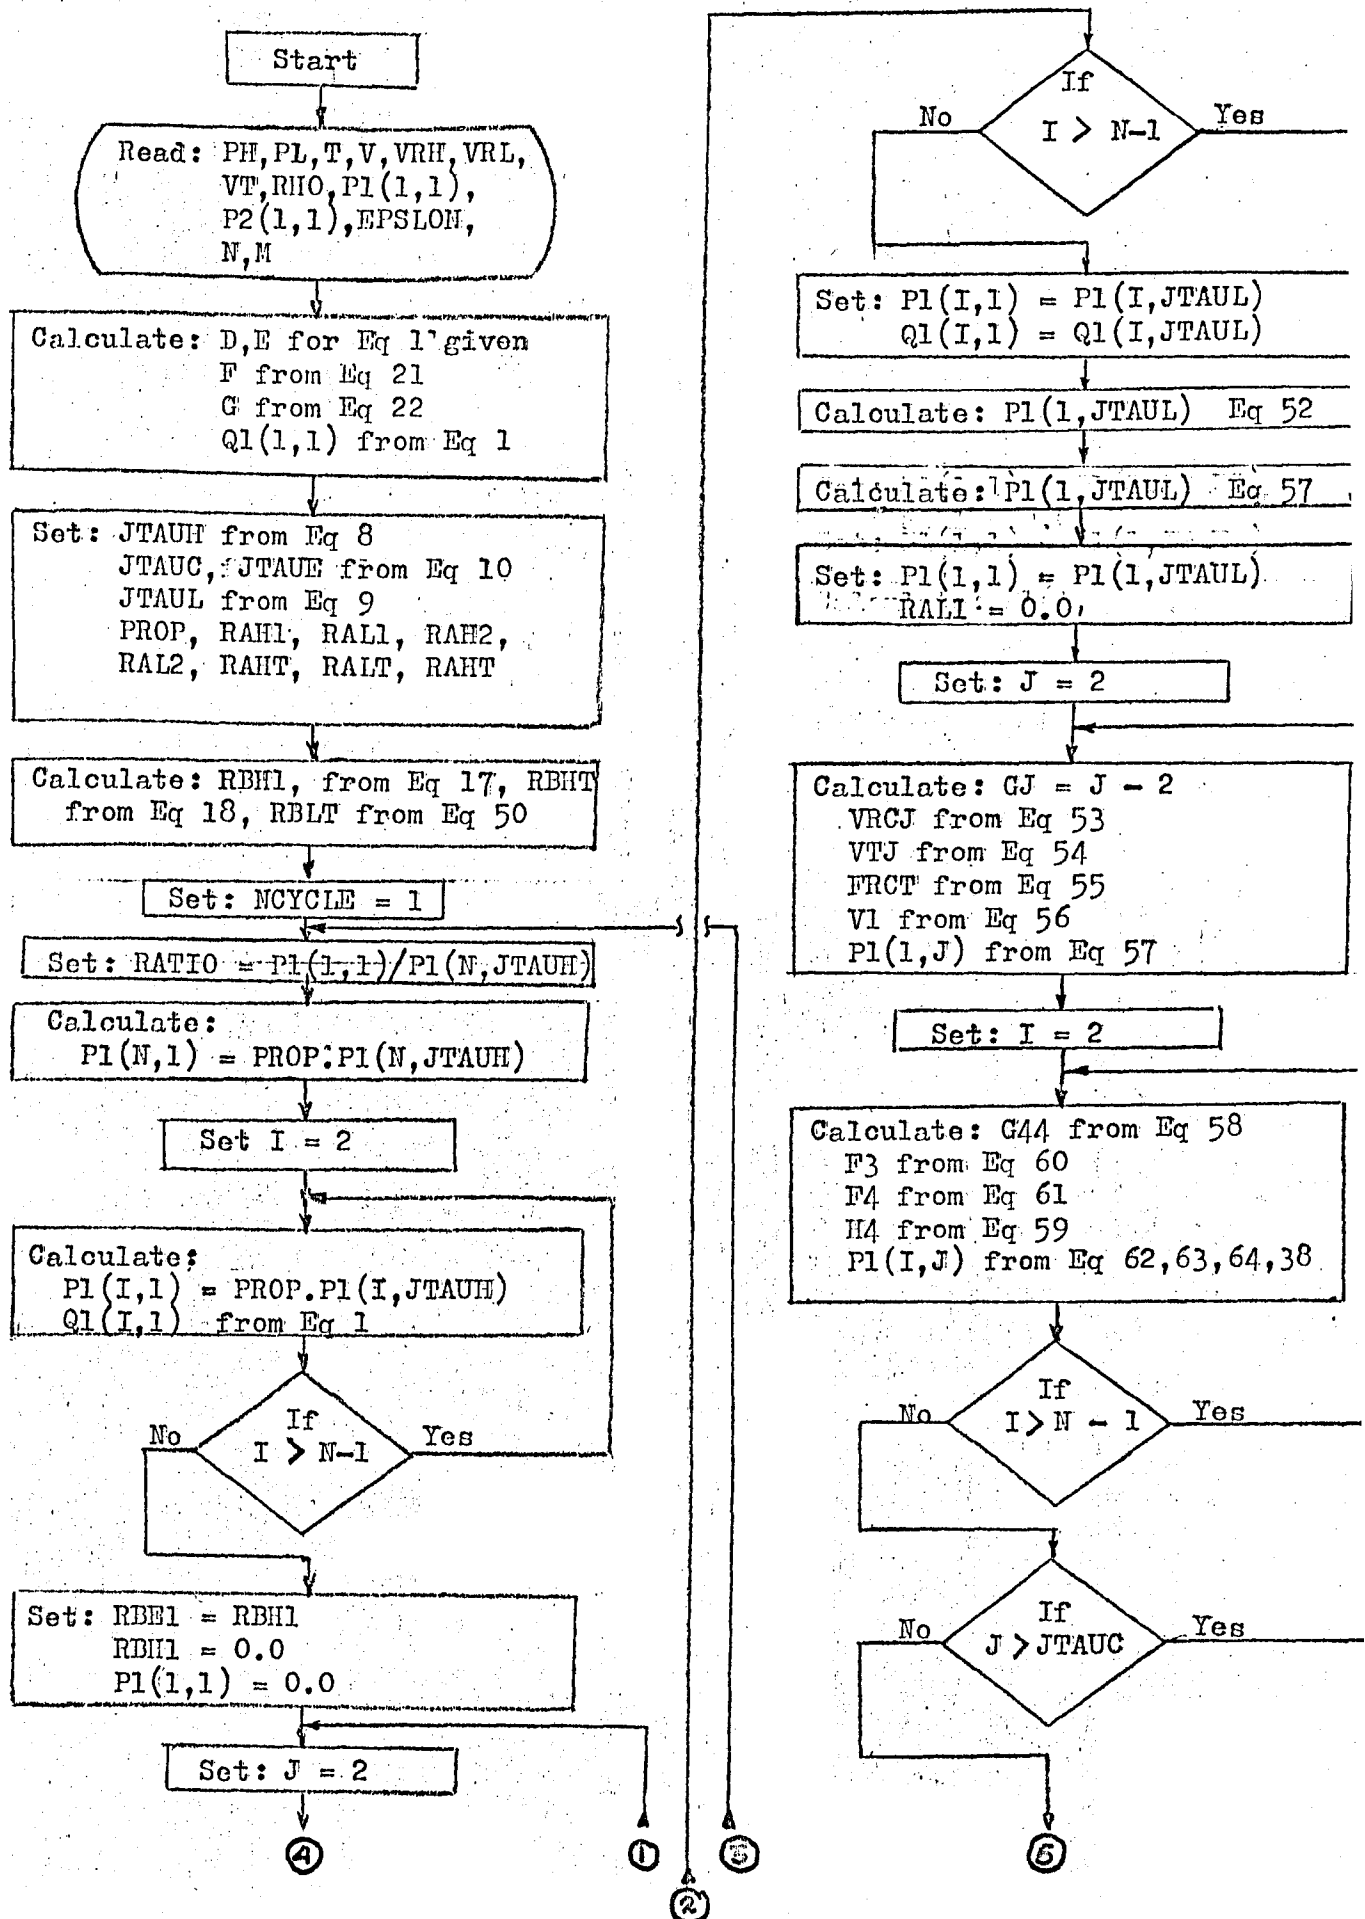 Start
Read: PH,PL,T,V,VRH,VRL,
VT,RHO,P1(1,1),
P2(1,1),EPSLON,
N,M
Calculate: D,E for Eq 1 given
F from Eq 21
G from Eq 22
Q1(1,1) from Eq 1
Set: JTAUH from Eq 8
JTAUC, JTAUE from Eq 10
JTAUL from Eq 9
PROP, RAH1, RAL1, RAH2,
RAL2, RAHT, RALT, RAHT
Calculate: RBH1, from Eq 17, RBHT
from Eq 18, RBLT from Eq 50
Set: NCYCLE = 1
Set: RATIO = P1(1,1)/P1(N,JTAUH)
Calculate:
P1(N,1) = PROP.P1(N,JTAUH)
Set I = 2
Calculate:
P1(I,1) = PROP.P1(I,JTAUH)
Q1(I,1) from Eq 1
If
I > N-1
No
Yes
Set: RBE1 = RBH1
RBH1 = 0.0
P1(1,1) = 0.0
Set: J = 2
4
1
2
3
If
I > N-1
No
Yes
Set: P1(I,1) = P1(I,JTAUL)
Q1(I,1) = Q1(I,JTAUL)
Calculate: P1(1,JTAUL) Eq 52
Calculate: P1(1,JTAUL) Eq 57
Set: P1(1,1) = P1(1,JTAUL)
RAL1 = 0.0
Set: J = 2
Calculate: GJ = J - 2
VRCJ from Eq 53
VTJ from Eq 54
FRCT from Eq 55
V1 from Eq 56
P1(1,J) from Eq 57
Set: I = 2
Calculate: G44 from Eq 58
F3 from Eq 60
F4 from Eq 61
H4 from Eq 59
P1(I,J) from Eq 62,63,64,38
If
I > N - 1
No
Yes
If
J > JTAUC
No
Yes